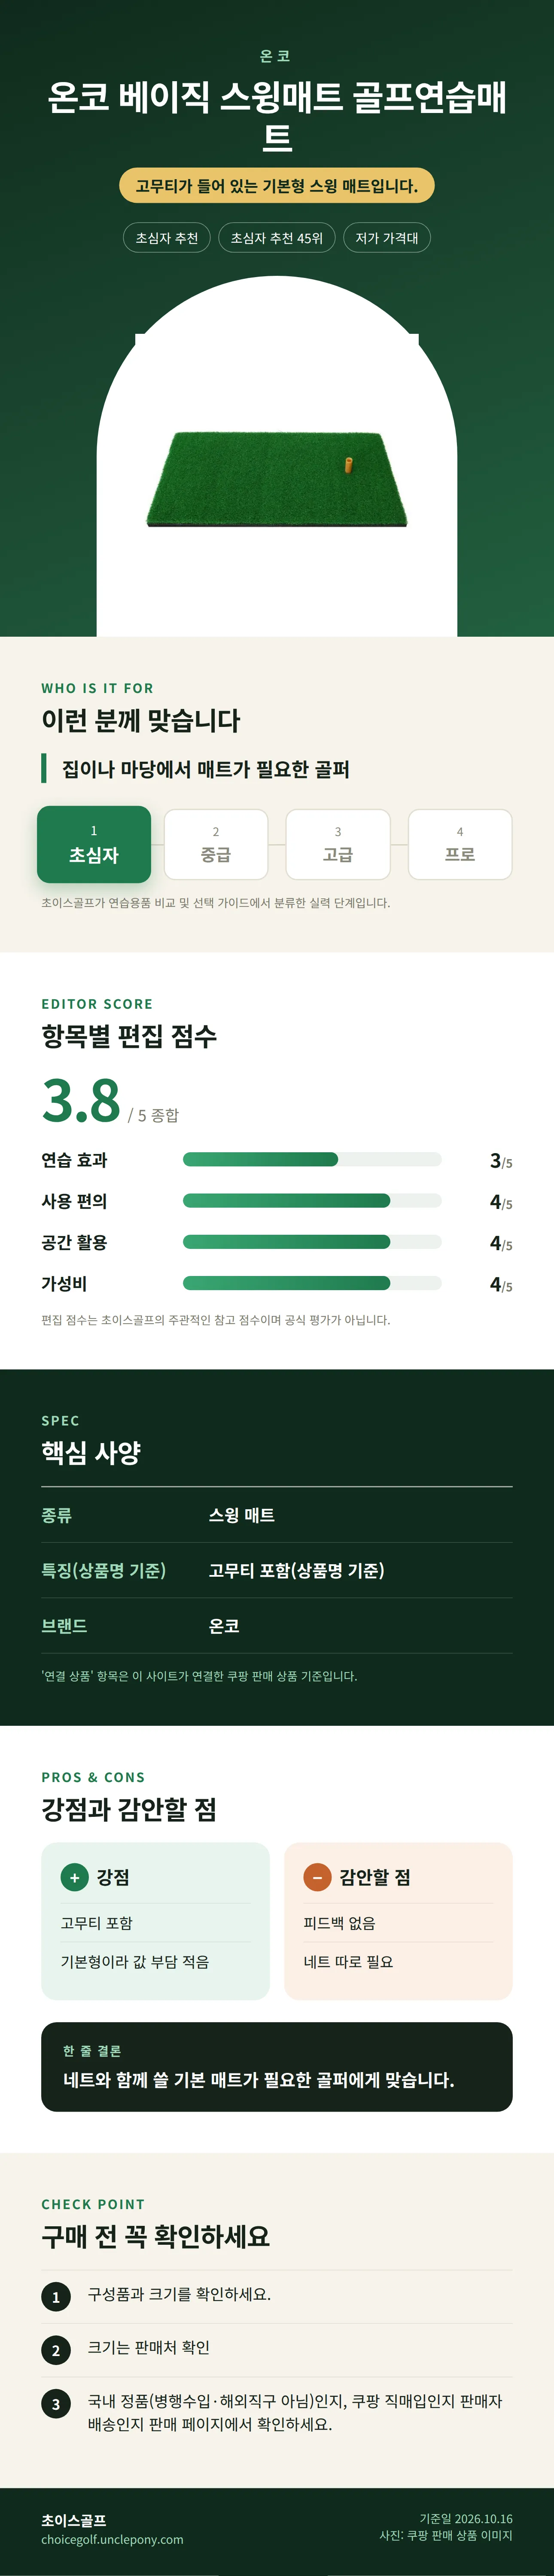 온코
온코 베이직 스윙매트 골프연습매
트
고무티가 들어 있는 기본형 스윙 매트입니다.
초심자 추천
초심자 추천 45위
저가 가격대
WHO IS IT FOR
이런 분께 맞습니다
집이나 마당에서 매트가 필요한 골퍼
1
초심자
2
중급
3
고급
4
프로
초이스골프가 연습용품 비교 및 선택 가이드에서 분류한 실력 단계입니다.
EDITOR SCORE
항목별 편집 점수
3.8 / 5 종합
연습 효과 3/5
사용 편의 4/5
공간 활용 4/5
가성비 4/5
편집 점수는 초이스골프의 주관적인 참고 점수이며 공식 평가가 아닙니다.
SPEC
핵심 사양
종류 스윙 매트
특징(상품명 기준) 고무티 포함(상품명 기준)
브랜드 온코
'연결 상품' 항목은 이 사이트가 연결한 쿠팡 판매 상품 기준입니다.
PROS & CONS
강점과 감안할 점
+ 강점
고무티 포함
기본형이라 값 부담 적음
− 감안할 점
피드백 없음
네트 따로 필요
한 줄 결론
네트와 함께 쓸 기본 매트가 필요한 골퍼에게 맞습니다.
CHECK POINT
구매 전 꼭 확인하세요
1 구성품과 크기를 확인하세요.
2 크기는 판매처 확인
3 국내 정품(병행수입·해외직구 아님)인지, 쿠팡 직매입인지 판매자
배송인지 판매 페이지에서 확인하세요.
초이스골프
choicegolf.unclepony.com
기준일 2026.10.16
사진: 쿠팡 판매 상품 이미지